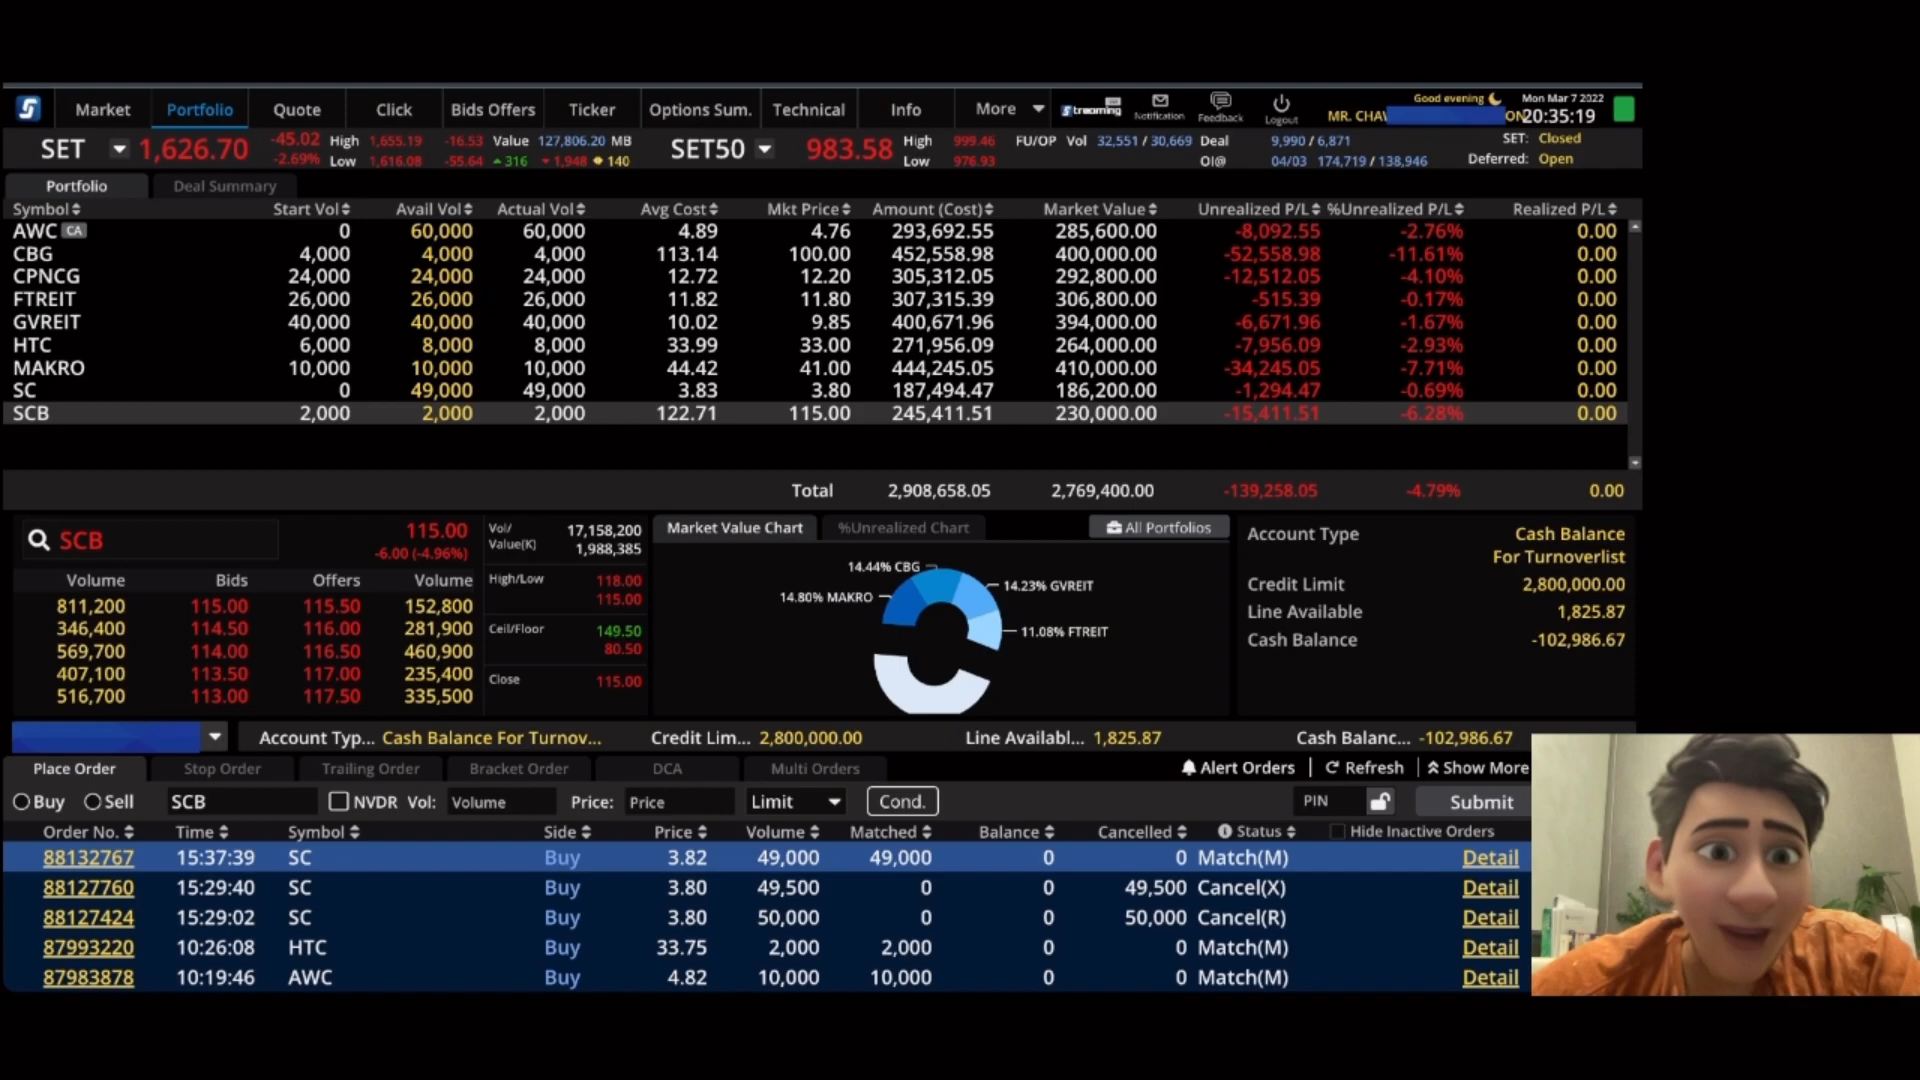 Market Portfolio Quote Click Bids Offers Ticker Options Sum. Technical Info More Streaming Notification Feedback Logout
Good evening Mon Mar 7 2022
MR. CHA ON 20:35:19
SET 1,626.70 -45.02 High 1,655.19 -16.53 Value 127,806.20 MB SET50 983.58 High 999.46 FU/OP Vol 32,551 / 30,669 Deal 9,990 / 6,871 SET: Closed
-2.69% Low 1,616.08 -55.64 316 1,948 140 Low 976.93 OI@ 04/03 174,719 / 138,946 Deferred: Open
Portfolio Deal Summary
Symbol Start Vol Avail Vol Actual Vol Avg Cost Mkt Price Amount (Cost) Market Value Unrealized P/L %Unrealized P/L Realized P/L
AWC CA 0 60,000 60,000 4.89 4.76 293,692.55 285,600.00 -8,092.55 -2.76% 0.00
CBG 4,000 4,000 4,000 113.14 100.00 452,558.98 400,000.00 -52,558.98 -11.61% 0.00
CPNCG 24,000 24,000 24,000 12.72 12.20 305,312.05 292,800.00 -12,512.05 -4.10% 0.00
FTREIT 26,000 26,000 26,000 11.82 11.80 307,315.39 306,800.00 -515.39 -0.17% 0.00
GVREIT 40,000 40,000 40,000 10.02 9.85 400,671.96 394,000.00 -6,671.96 -1.67% 0.00
HTC 6,000 8,000 8,000 33.99 33.00 271,956.09 264,000.00 -7,956.09 -2.93% 0.00
MAKRO 10,000 10,000 10,000 44.42 41.00 444,245.05 410,000.00 -34,245.05 -7.71% 0.00
SC 0 49,000 49,000 3.83 3.80 187,494.47 186,200.00 -1,294.47 -0.69% 0.00
SCB 2,000 2,000 2,000 122.71 115.00 245,411.51 230,000.00 -15,411.51 -6.28% 0.00
Total 2,908,658.05 2,769,400.00 -139,258.05 -4.79% 0.00
SCB 115.00
-6.00 (-4.96%)
Volume Bids Offers Volume
811,200 115.00 115.50 152,800
346,400 114.50 116.00 281,900
569,700 114.00 116.50 460,900
407,100 113.50 117.00 235,400
516,700 113.00 117.50 335,500
Vol/ 17,158,200
Value(K) 1,988,385
High/Low 118.00
115.00
Ceil/Floor 149.50
80.50
Close 115.00
Market Value Chart %Unrealized Chart All Portfolios
14.44% CBG
14.23% GVREIT
14.80% MAKRO
11.08% FTREIT
Account Type Cash Balance
For Turnoverlist
Credit Limit 2,800,000.00
Line Available 1,825.87
Cash Balance -102,986.67
Account Typ... Cash Balance For Turnov... Credit Lim... 2,800,000.00 Line Availabl... 1,825.87 Cash Balanc... -102,986.67
Place Order Stop Order Trailing Order Bracket Order DCA Multi Orders Alert Orders Refresh Show More
Buy Sell SCB NVDR Vol: Volume Price: Price Limit Cond. PIN Submit
Order No. Time Symbol Side Price Volume Matched Balance Cancelled Status Hide Inactive Orders
88132767 15:37:39 SC Buy 3.82 49,000 49,000 0 0 Match(M) Detail
88127760 15:29:40 SC Buy 3.80 49,500 0 0 49,500 Cancel(X) Detail
88127424 15:29:02 SC Buy 3.80 50,000 0 0 50,000 Cancel(R) Detail
87993220 10:26:08 HTC Buy 33.75 2,000 2,000 0 0 Match(M) Detail
87983878 10:19:46 AWC Buy 4.82 10,000 10,000 0 0 Match(M) Detail